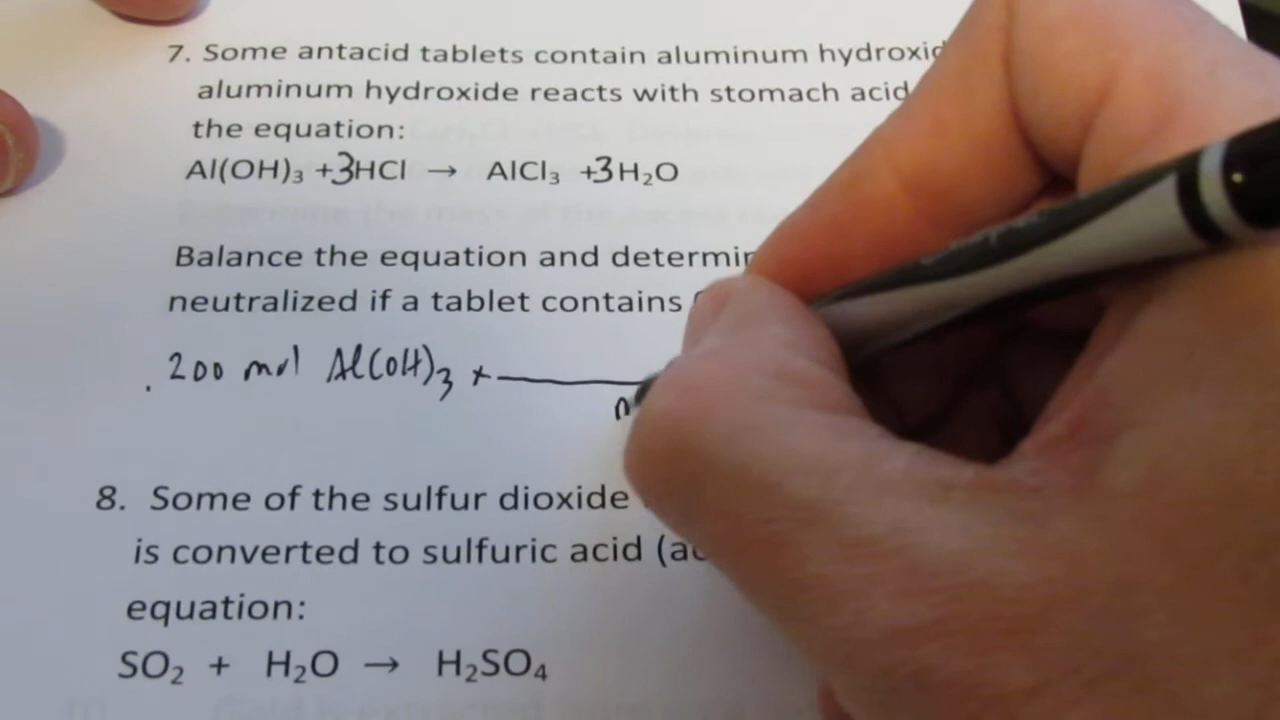 7. Some antacid tablets contain aluminum
aluminum hydroxide reacts with stomach acid
the equation:
Al(OH)₃ +3HCl → AlCl₃ +3H₂O
Balance the equation and
neutralized if a tablet contains
.200 mol Al(OH)₃ x
8. Some of the sulfur dioxide
is converted to sulfuric acid
equation:
SO₂ + H₂O → H₂SO₄